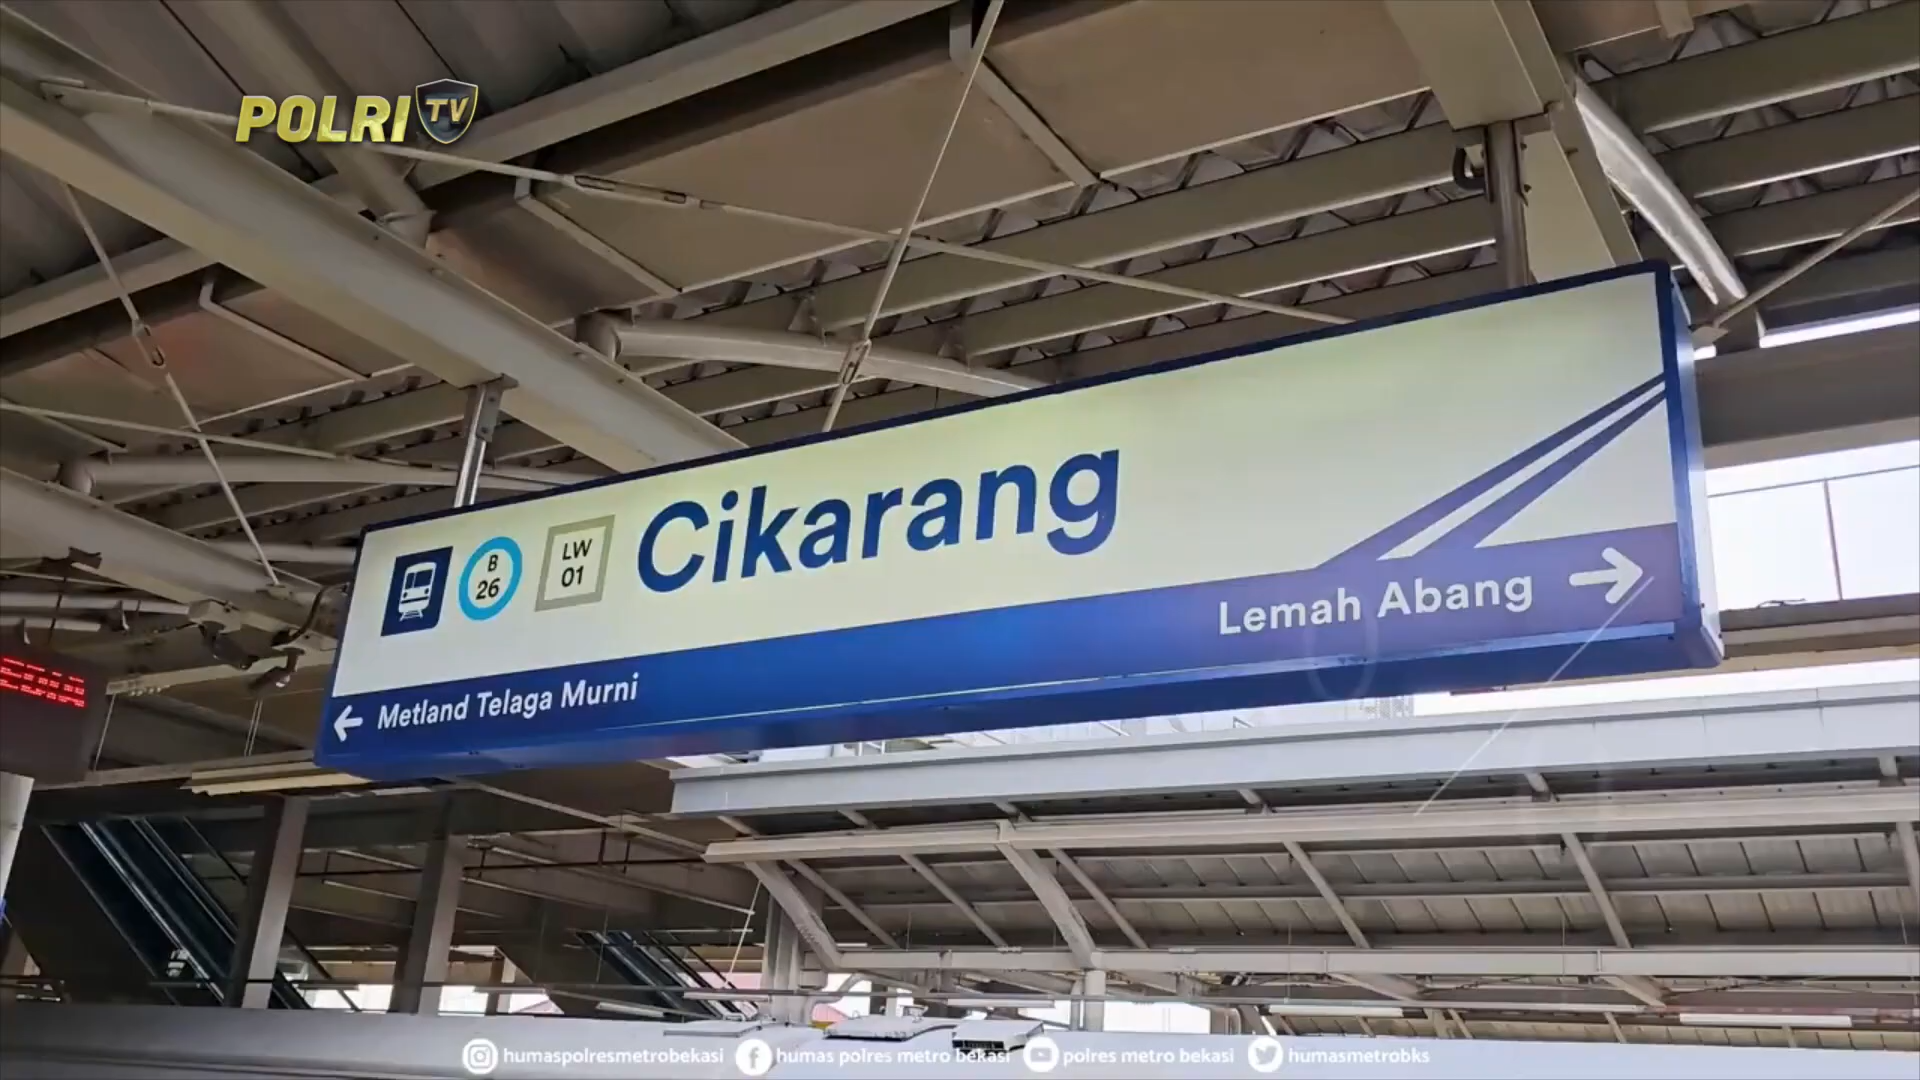 POLRI TV
B
26
LW
01
Cikarang
Lemah Abang →
← Metland Telaga Murni
humaspolresmetrobekasi humas polres metro bekasi polres metro bekasi humasmetrobks